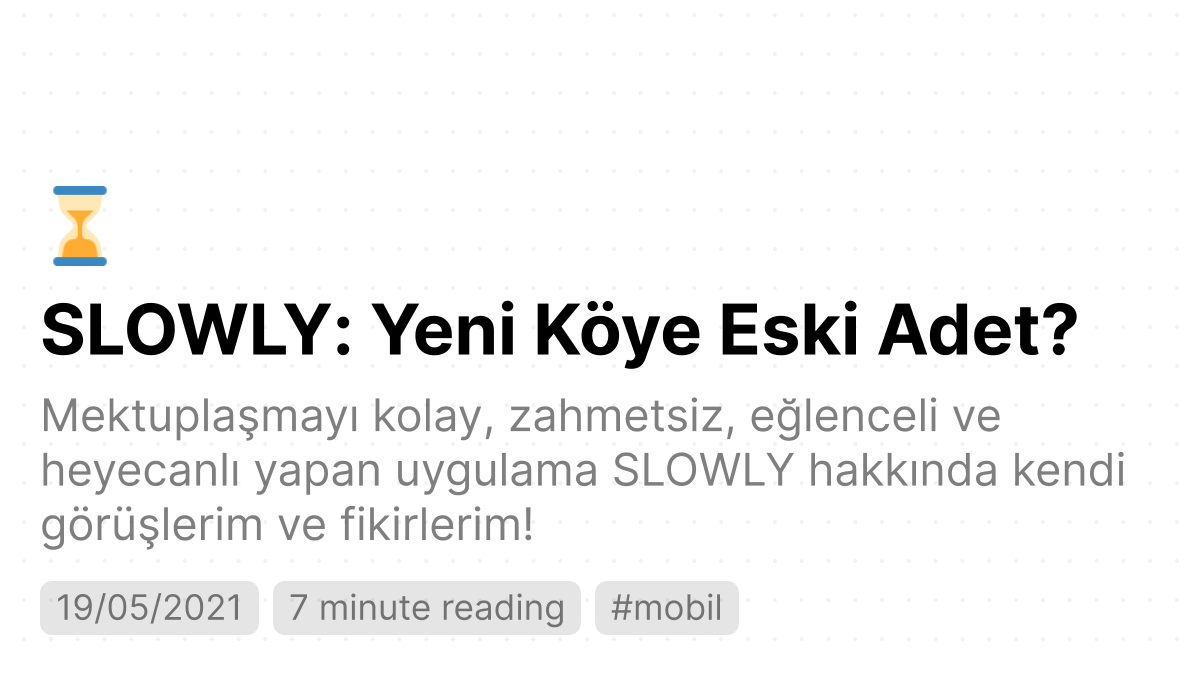 SLOWLY: Yeni Köye Eski Adet?
Mektuplaşmayı kolay, zahmetsiz, eğlenceli ve
heyecanlı yapan uygulama SLOWLY hakkında kendi
görüşlerim ve fikirlerim!
19/05/2021 7 minute reading #mobil